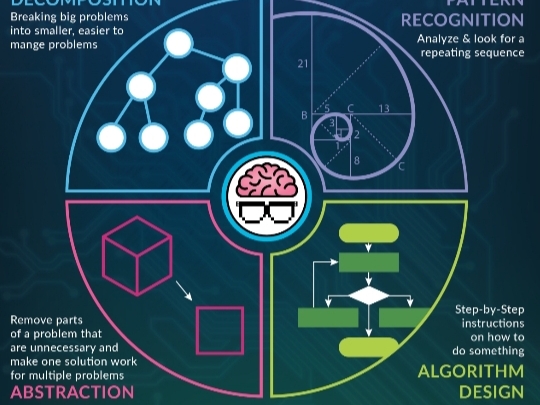 DECOMPOSITION
Breaking big problems
into smaller, easier to
mange problems
PATTERN
RECOGNITION
Analyze & look for a
repeating sequence
21
S
C
13
8
3
2
1
8
C
Remove parts
of a problem that
are unnecessary and
make one solution work
for multiple problems
ABSTRACTION
Step-by-Step
instructions
on how to
do something
ALGORITHM
DESIGN